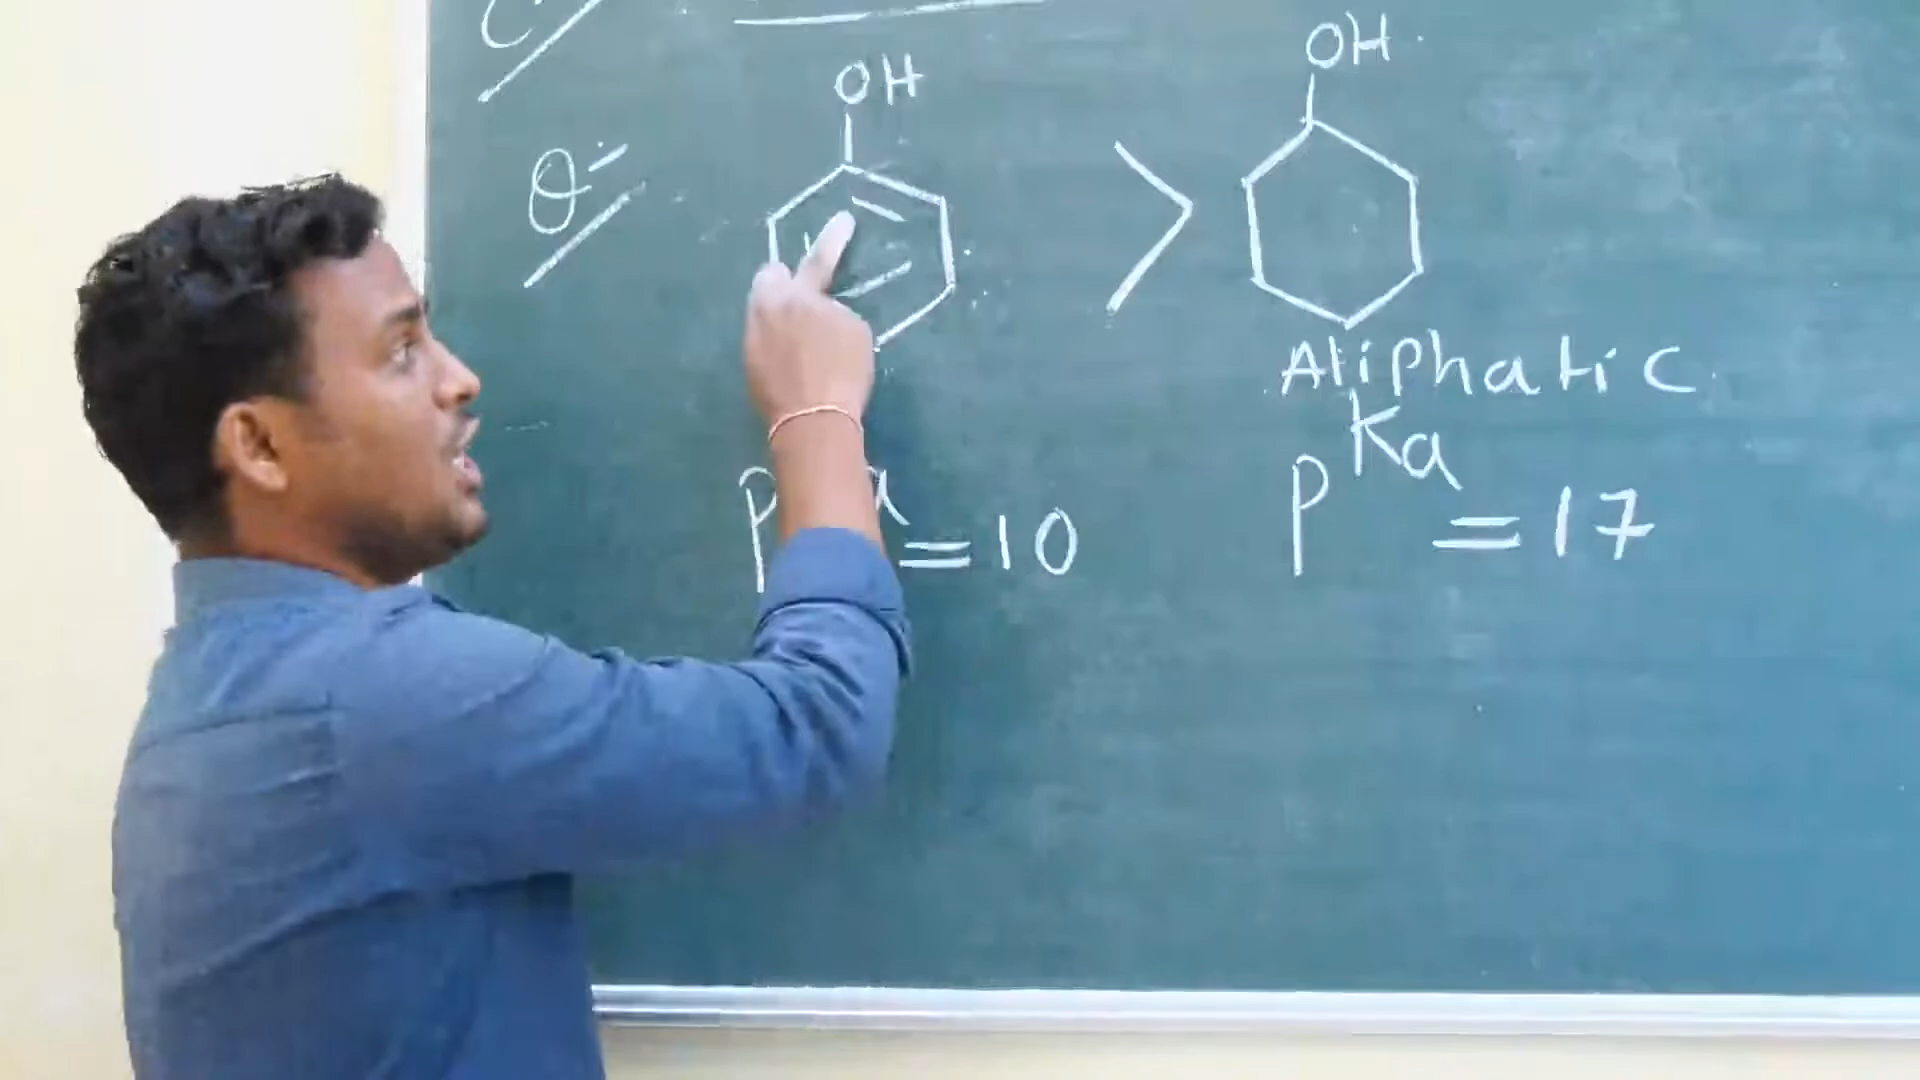 OH
OH
Q:-
>
Aliphatic
P = 10
PKa = 17